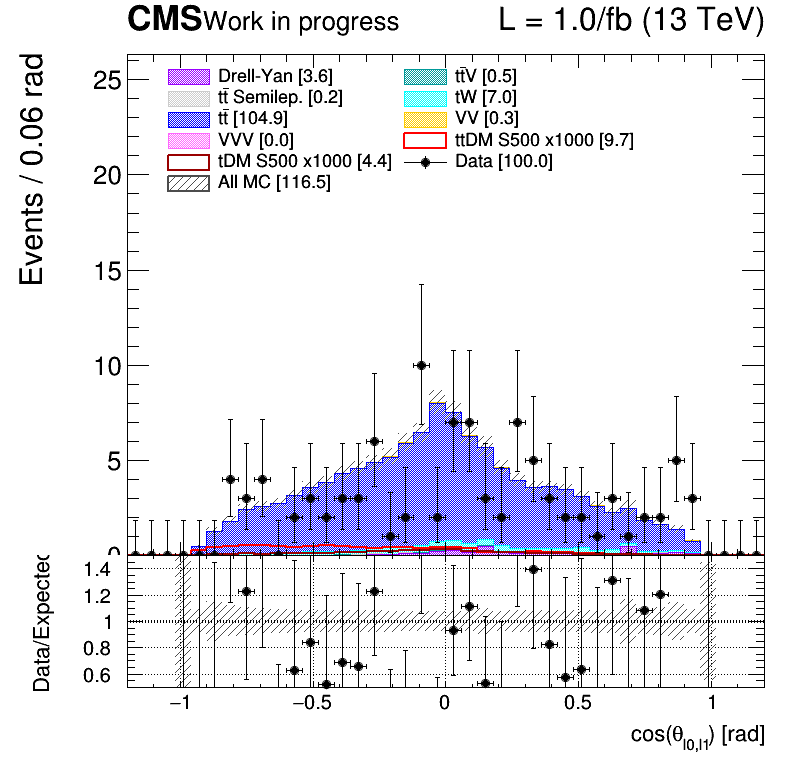 CMS Work in progress L = 1.0/fb (13 TeV)
Events / 0.06 rad
25
20
15
10
5
0
Drell-Yan [3.6] tt̄V [0.5]
tt̄ Semilep. [0.2] tW [7.0]
tt̄ [104.9] VV [0.3]
VVV [0.0] ttDM S500 x1000 [9.7]
tDM S500 x1000 [4.4] Data [100.0]
All MC [116.5]
Data/Expected
1.4
1.2
1
0.8
0.6
−1 −0.5 0 0.5 1
cos(θl0,l1) [rad]